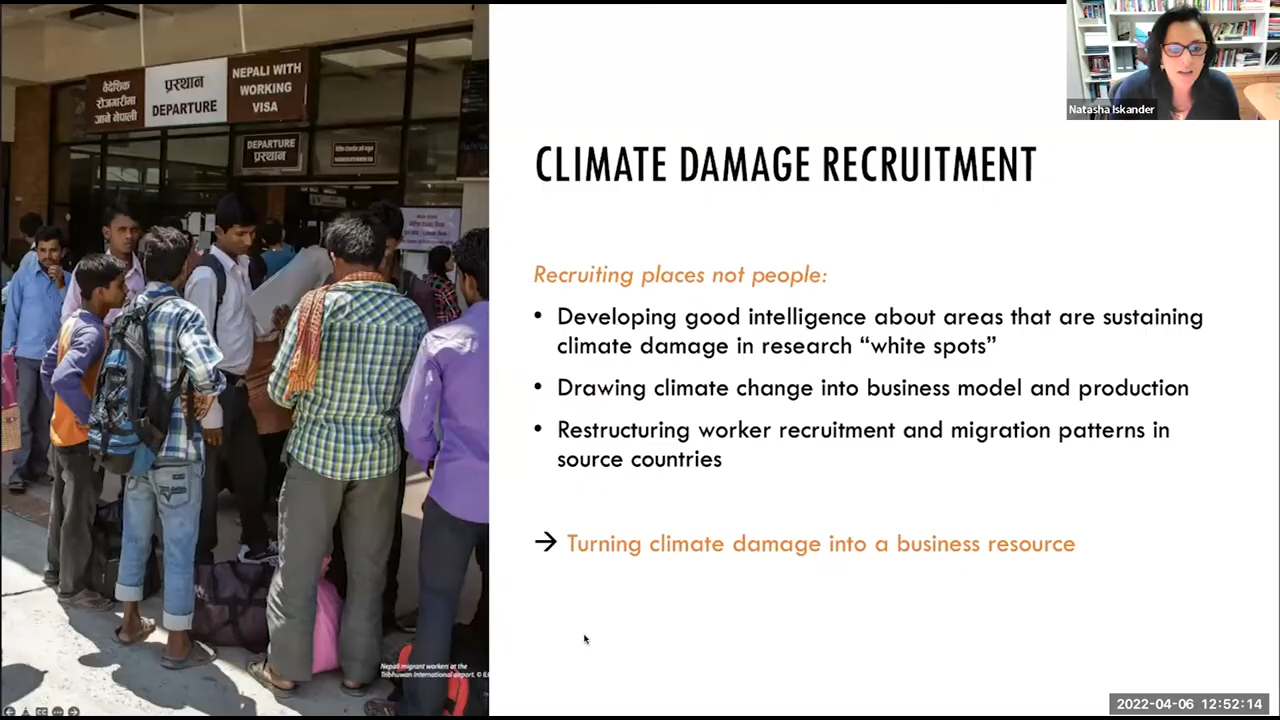 वैदेशिक
रोजगारीमा
जाने नेपाली
प्रस्थान
DEPARTURE
NEPALI WITH
WORKING
VISA
DEPARTURE
प्रस्थान
Natasha Iskander
CLIMATE DAMAGE RECRUITMENT
Recruiting places not people:
• Developing good intelligence about areas that are sustaining
climate damage in research “white spots”
• Drawing climate change into business model and production
• Restructuring worker recruitment and migration patterns in
source countries
→ Turning climate damage into a business resource
Nepali migrant workers at the
Tribhuwan International airport. ©
2022-04-06 12:52:14